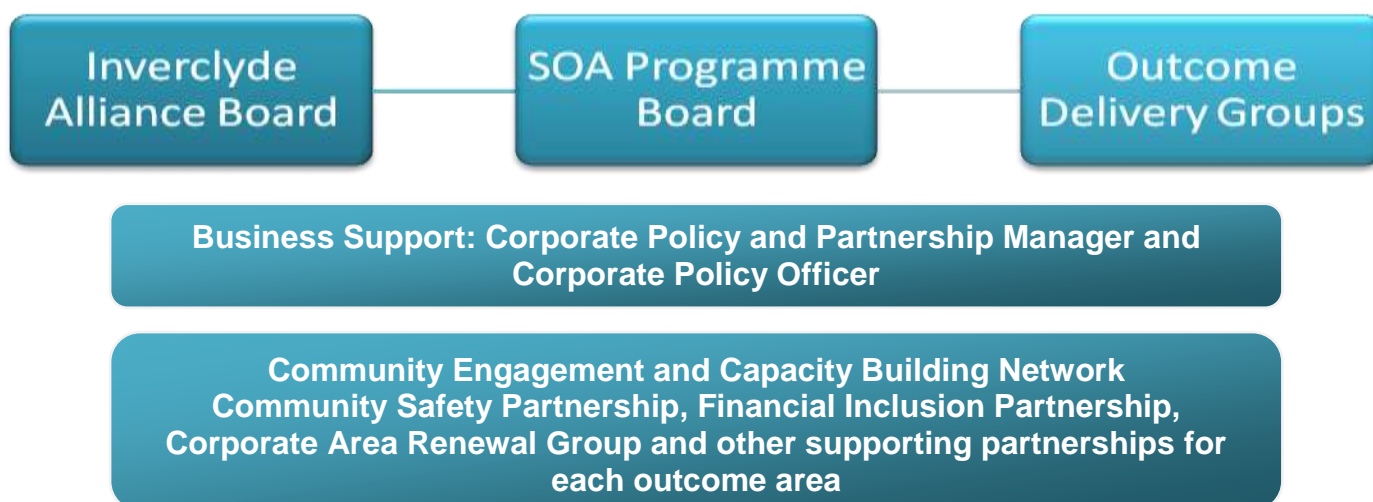 Inverclyde
Alliance Board
SOA Programme
Board
Outcome
Delivery Groups
Business Support: Corporate Policy and Partnership Manager and
Corporate Policy Officer
Community Engagement and Capacity Building Network
Community Safety Partnership, Financial Inclusion Partnership,
Corporate Area Renewal Group and other supporting partnerships for
each outcome area